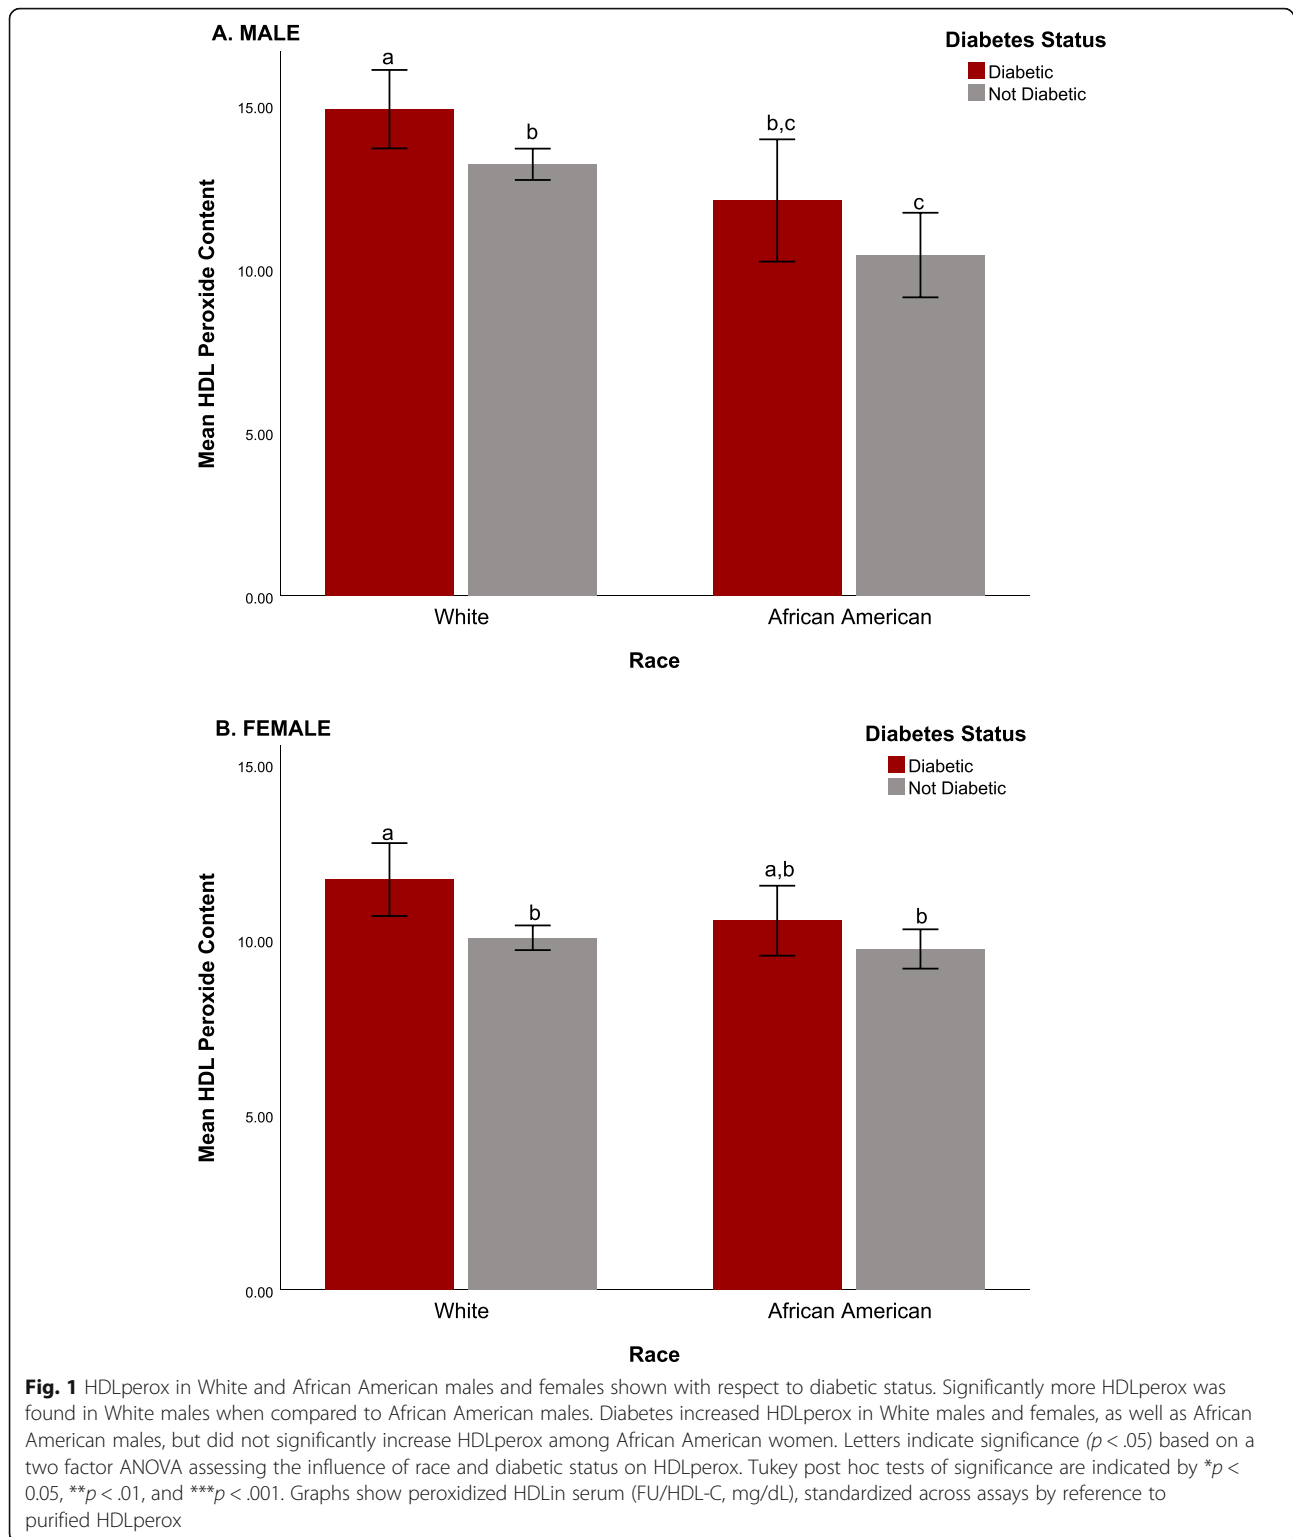 A. MALE
Diabetes Status
Diabetic
Not Diabetic
a
b
b,c
c
15.00
10.00
5.00
0.00
Mean HDL Peroxide Content
White
African American
Race
B. FEMALE
Diabetes Status
Diabetic
Not Diabetic
a
b
a,b
b
15.00
10.00
5.00
0.00
Mean HDL Peroxide Content
White
African American
Race
Fig. 1 HDLperox in White and African American males and females shown with respect to diabetic status. Significantly more HDLperox was
found in White males when compared to African American males. Diabetes increased HDLperox in White males and females, as well as African
American males, but did not significantly increase HDLperox among African American women. Letters indicate significance (p < .05) based on a
two factor ANOVA assessing the influence of race and diabetic status on HDLperox. Tukey post hoc tests of significance are indicated by *p <
0.05, **p < .01, and ***p < .001. Graphs show peroxidized HDLin serum (FU/HDL-C, mg/dL), standardized across assays by reference to
purified HDLperox